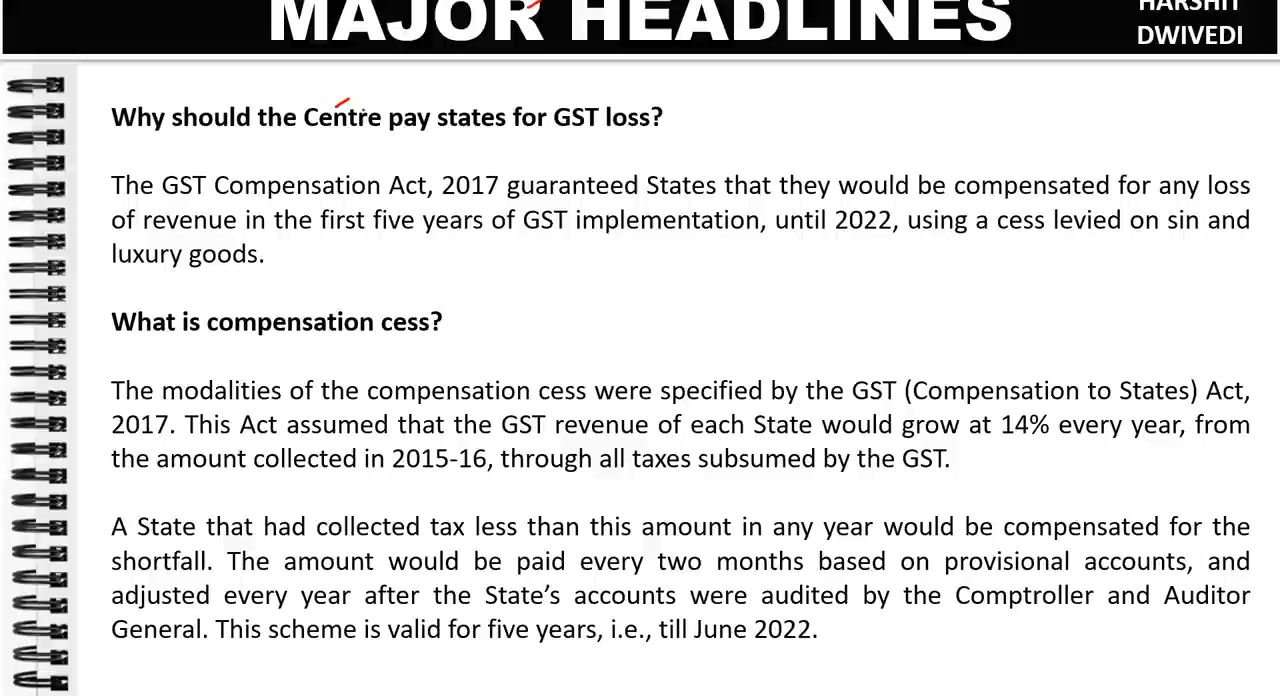 MAJOR HEADLINES
HARSHIT
DWIVEDI
Why should the Centre pay states for GST loss?
The GST Compensation Act, 2017 guaranteed States that they would be compensated for any loss
of revenue in the first five years of GST implementation, until 2022, using a cess levied on sin and
luxury goods.
What is compensation cess?
The modalities of the compensation cess were specified by the GST (Compensation to States) Act,
2017. This Act assumed that the GST revenue of each State would grow at 14% every year, from
the amount collected in 2015-16, through all taxes subsumed by the GST.
A State that had collected tax less than this amount in any year would be compensated for the
shortfall. The amount would be paid every two months based on provisional accounts, and
adjusted every year after the State’s accounts were audited by the Comptroller and Auditor
General. This scheme is valid for five years, i.e., till June 2022.